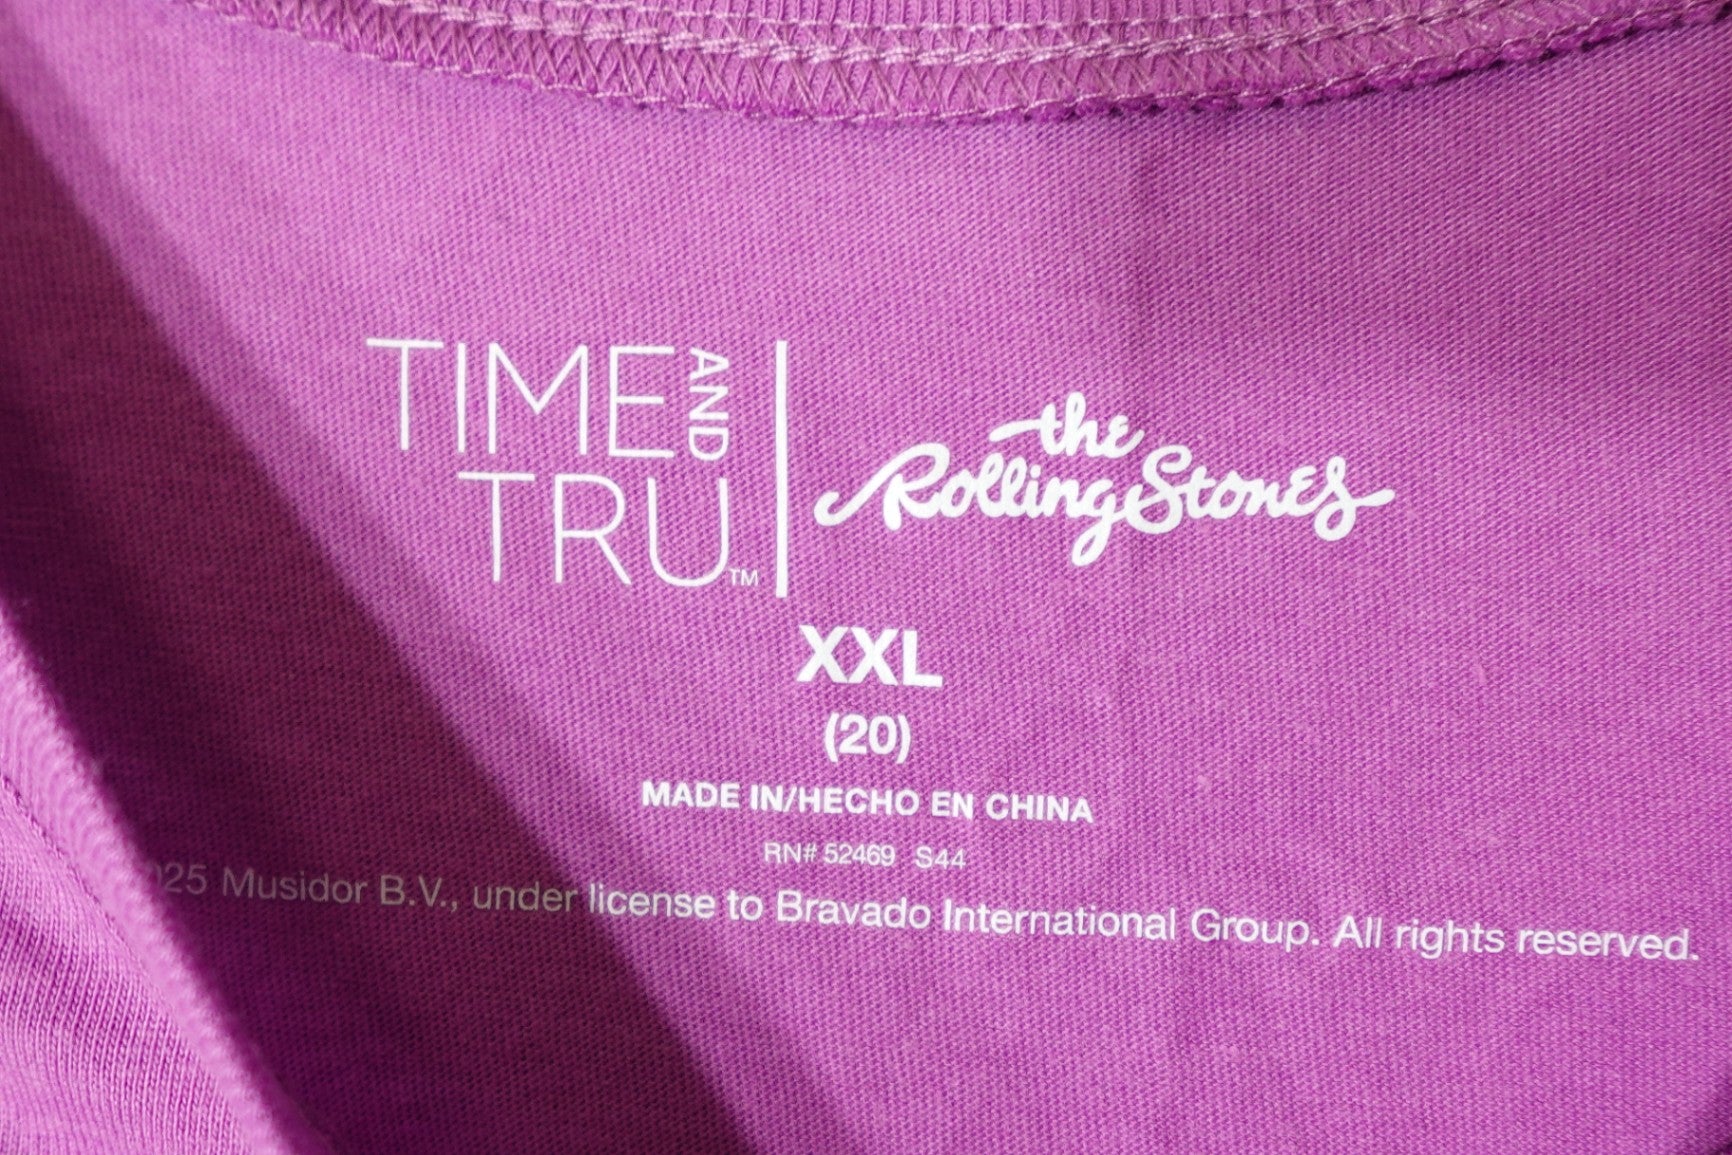 TIME AND
TRU™
the
Rolling Stones
XXL
(20)
MADE IN/HECHO EN CHINA
RN# 52469 S44
Musidor B.V., under license to Bravado International Group. All rights reserved.